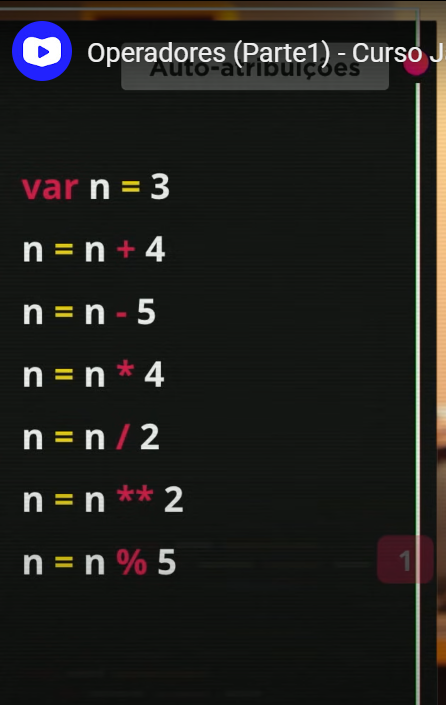 Operadores (Parte1) - Curso J
Auto-atribuições
var n = 3
n = n + 4
n = n - 5
n = n * 4
n = n / 2
n = n ** 2
n = n % 5
1